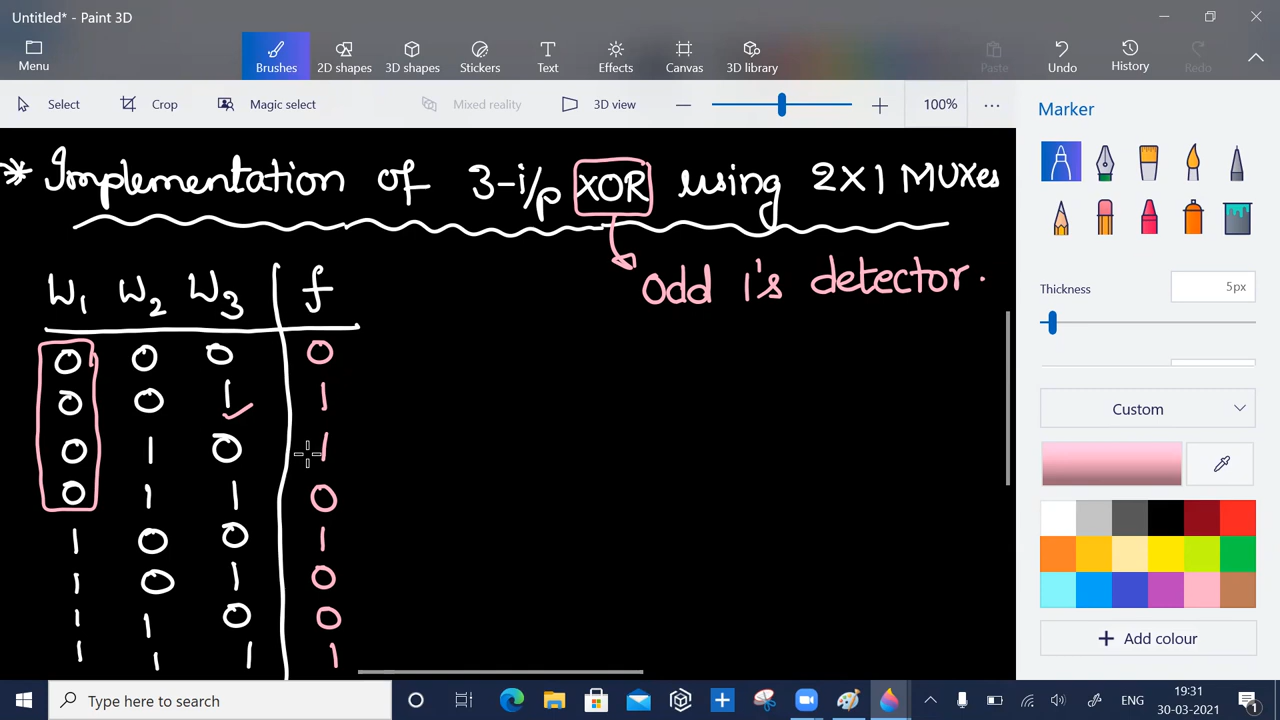 Untitled* - Paint 3D
Menu
Brushes
2D shapes
3D shapes
Stickers
Text
Effects
Canvas
3D library
Paste
Undo
History
Redo
Select
Crop
Magic select
Mixed reality
3D view
100%
Marker
* Implementation of 3-i/p XOR using 2X1 MUXes
Odd 1's detector.
W1 W2 W3 f
0 0 0 0
0 0 1 1
0 1 0 1
0 1 1 0
1 0 0 1
1 0 1 0
1 1 0 0
1 1 1 1
Thickness
5px
Custom
+ Add colour
Type here to search
ENG
19:31
30-03-2021
1